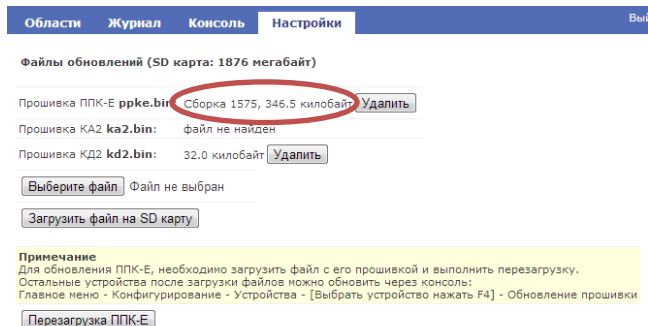 Области Журнал Консоль Настройки Вый
Файлы обновлений (SD карта: 1876 мегабайт)
Прошивка ППК-Е ppke.bin: Сборка 1575, 346.5 килобайт Удалить
Прошивка КА2 ka2.bin: файл не найден
Прошивка КД2 kd2.bin: 32.0 килобайт Удалить
Выберите файл Файл не выбран
Загрузить файл на SD карту
Примечание
Для обновления ППК-Е, необходимо загрузить файл с его прошивкой и выполнить перезагрузку.
Остальные устройства после загрузки файлов можно обновить через консоль:
Главное меню - Конфигурирование - Устройства - [Выбрать устройство нажать F4] - Обновление прошивки
Перезагрузка ППК-Е